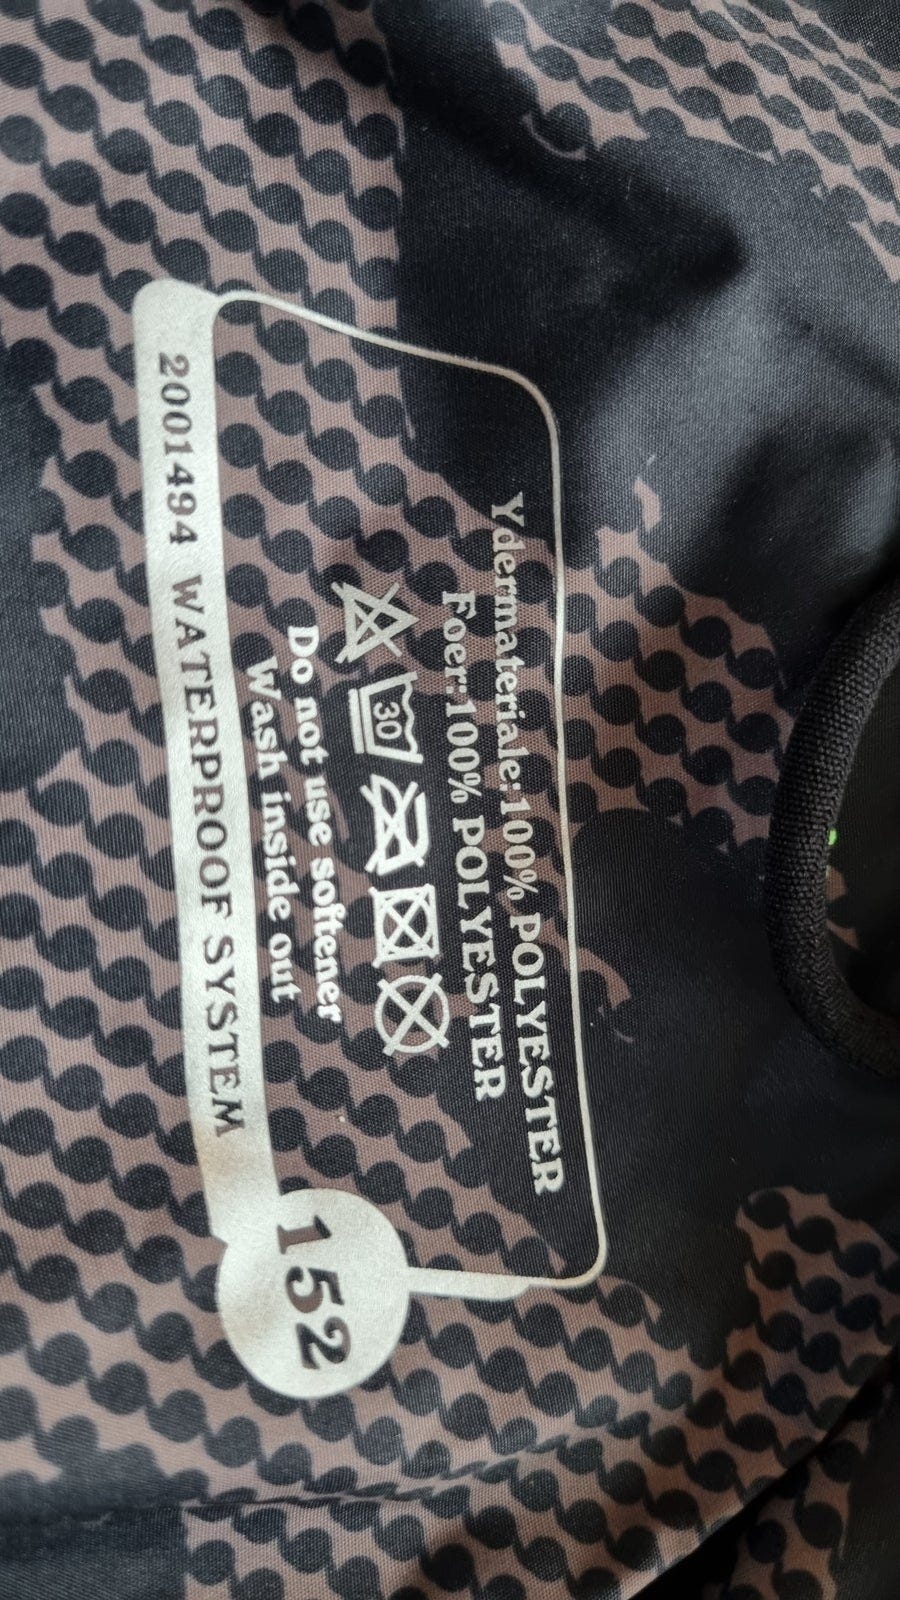 Ydermateriale:100% POLYESTER
Foer:100% POLYESTER
30
Do not use softener
Wash inside out
2001494 WATERPROOF SYSTEM
152